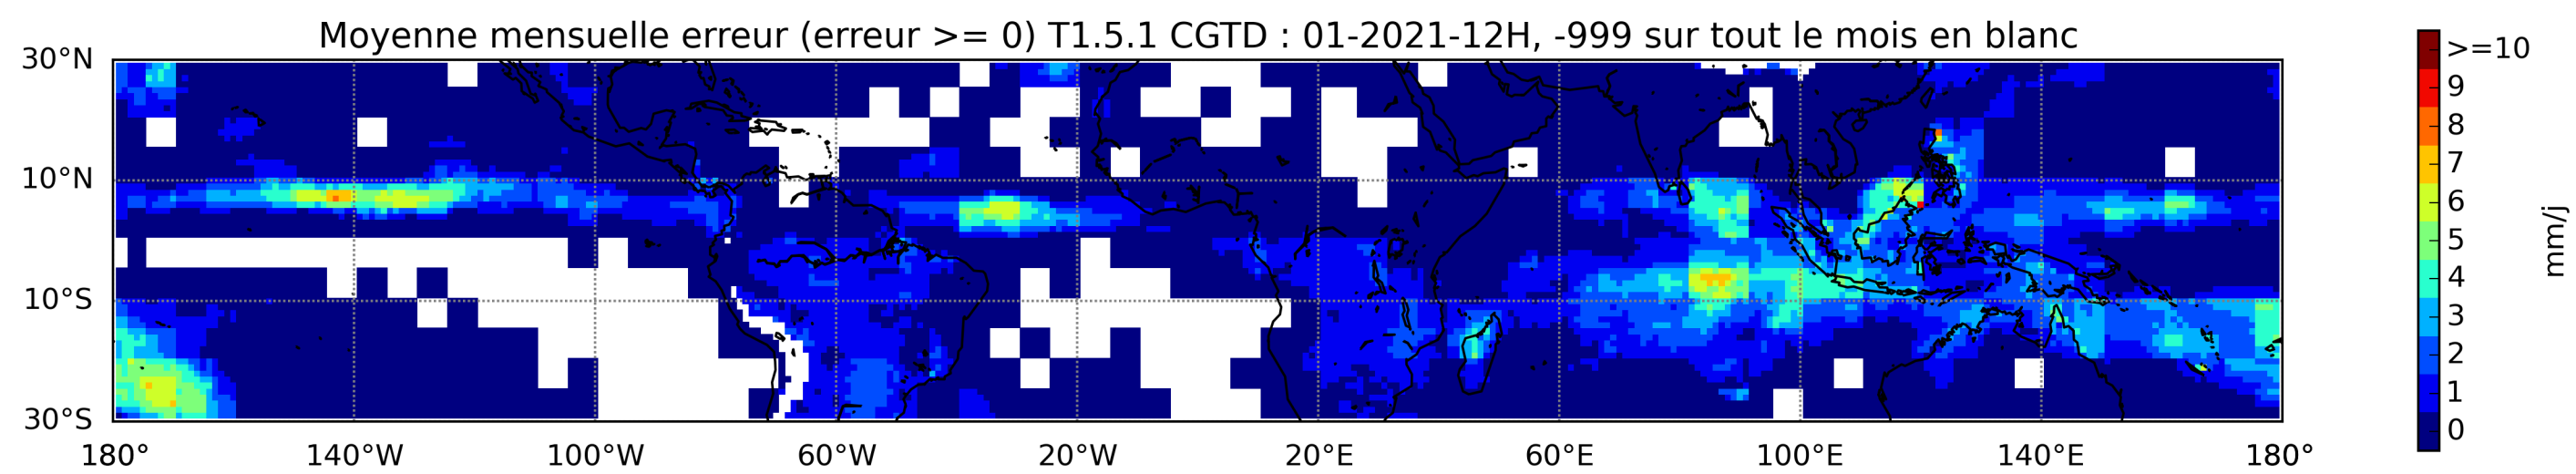 Moyenne mensuelle erreur (erreur >= 0) T1.5.1 CGTD : 01-2021-12H, -999 sur tout le mois en blanc
30°N
10°N
10°S
30°S
180° 140°W 100°W 60°W 20°W 20°E 60°E 100°E 140°E 180°
>=10
9
8
7
6
5
4
3
2
1
0
mm/j